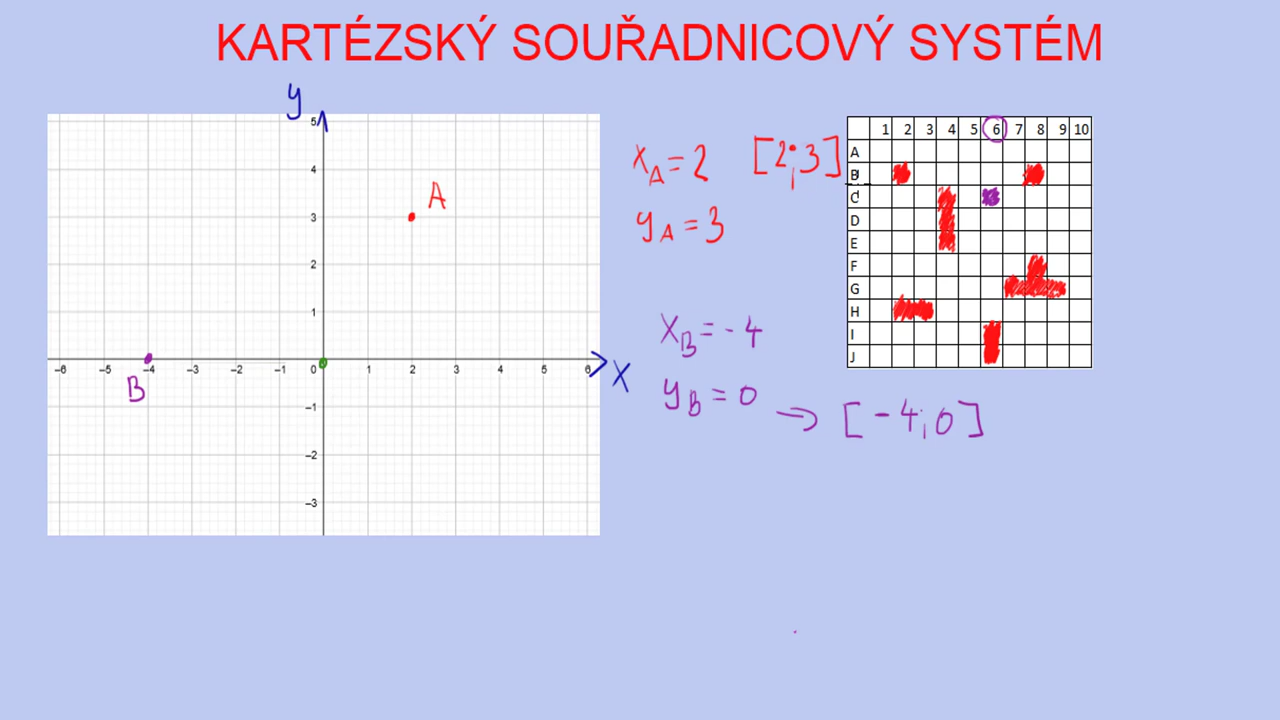 KARTÉZSKÝ SOUŘADNICOVÝ SYSTÉM
y
5
4
3
2
1
–6 –5 –4 –3 –2 –1 0 1 2 3 4 5 6
–1
–2
–3
x
A
B
x_A = 2 [2;3]
y_A = 3
x_B = -4
y_B = 0 → [-4;0]
1 2 3 4 5 6 7 8 9 10
A
B
C
D
E
F
G
H
I
J